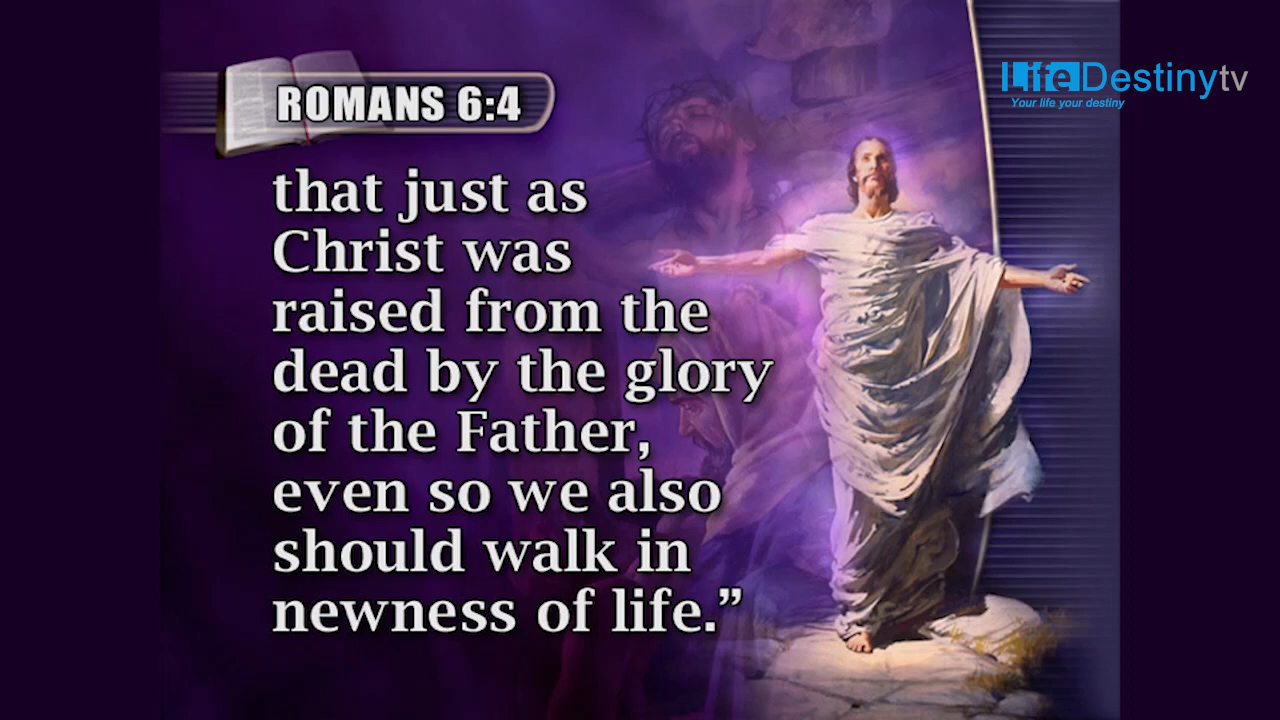 ROMANS 6:4
LifeDestinytv
Your life your destiny
that just as
Christ was
raised from the
dead by the glory
of the Father,
even so we also
should walk in
newness of life.”